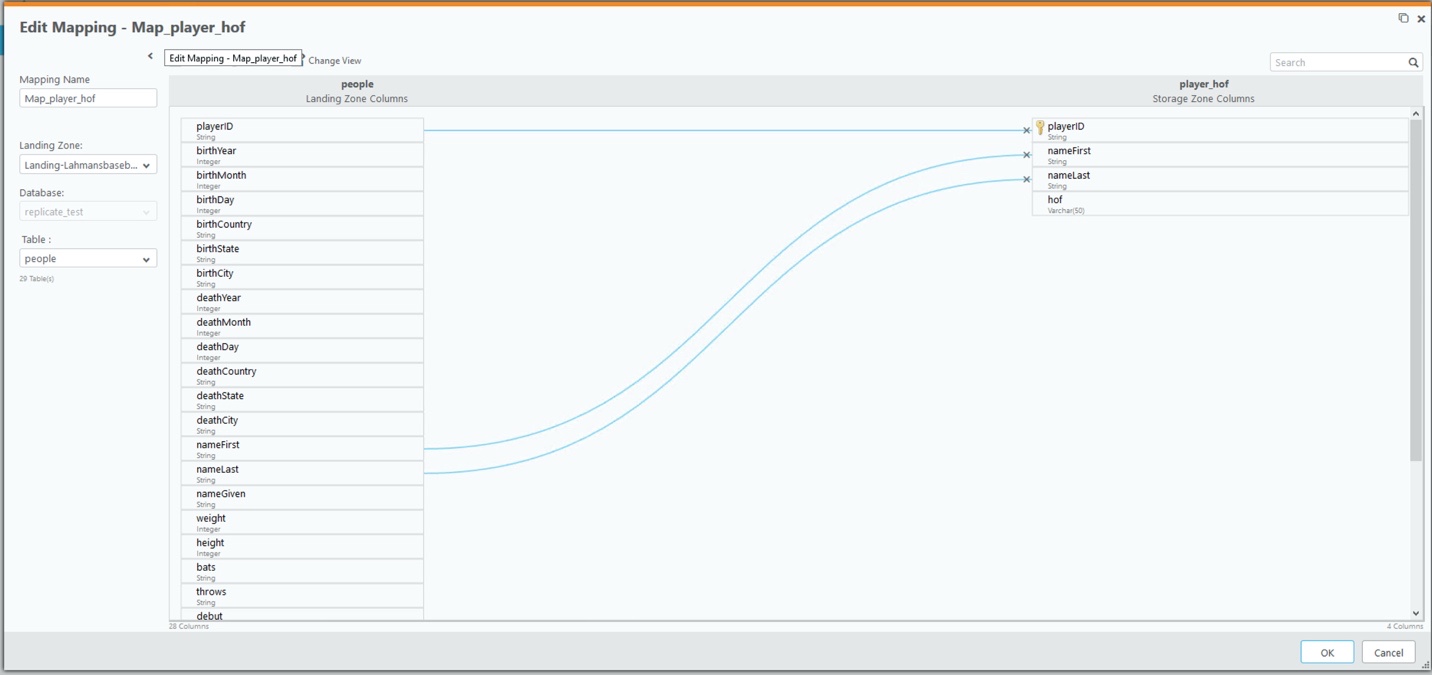 Edit Mapping - Map_player_hof
Edit Mapping - Map_player_hof
Change View
Search
Mapping Name
Map_player_hof
Landing Zone:
Landing-Lahmansbaseb...
Database:
replicate_test
Table :
people
29 Table(s)
people
Landing Zone Columns
playerID
String
birthYear
Integer
birthMonth
Integer
birthDay
Integer
birthCountry
String
birthState
String
birthCity
String
deathYear
Integer
deathMonth
Integer
deathDay
Integer
deathCountry
String
deathState
String
deathCity
String
nameFirst
String
nameLast
String
nameGiven
String
weight
Integer
height
Integer
bats
String
throws
String
debut
28 Columns
player_hof
Storage Zone Columns
playerID
String
nameFirst
String
nameLast
String
hof
Varchar(50)
4 Columns
OK
Cancel